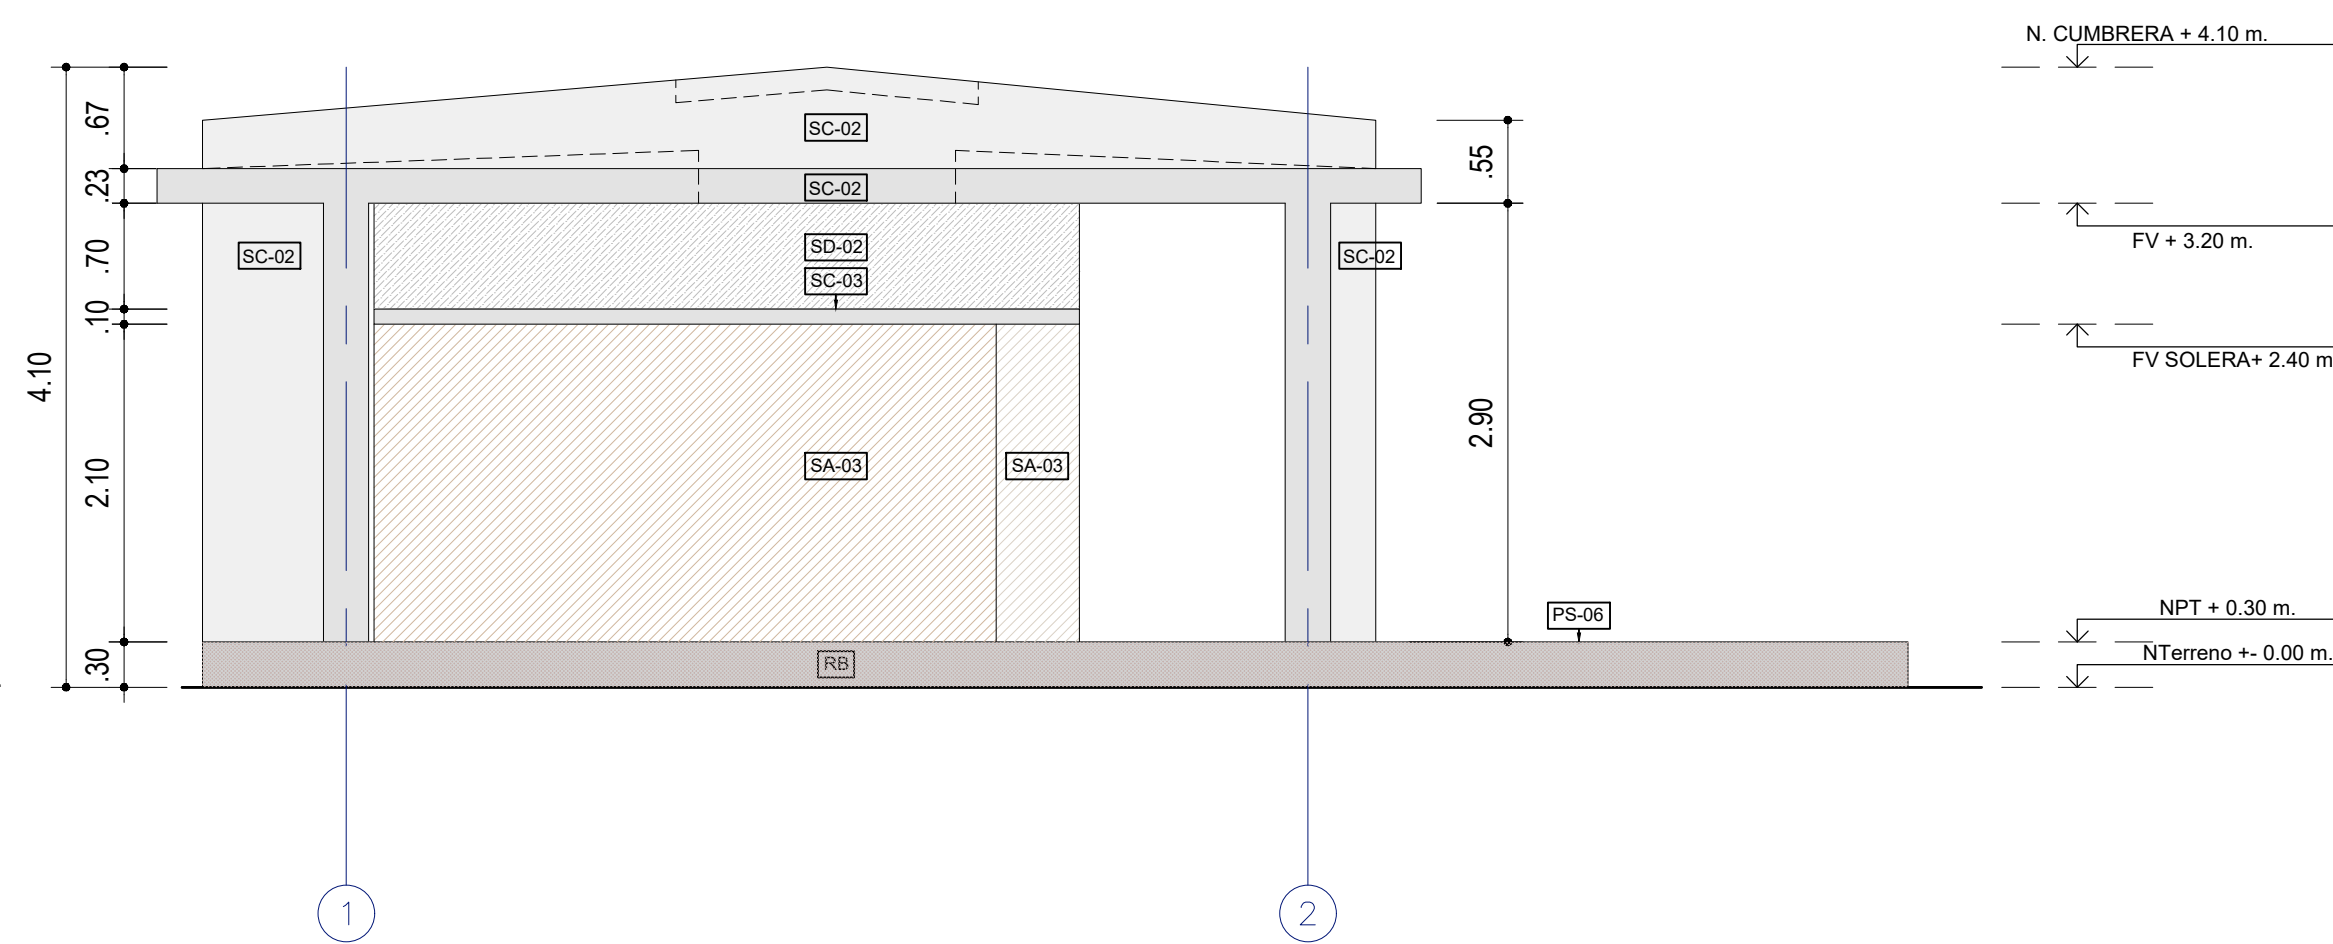 N. CUMBRERA + 4.10 m.
.67
SC-02
.55
.23
SC-02
FV + 3.20 m.
.70
SC-02
SD-02
SC-02
SC-03
.10
FV SOLERA+ 2.40 m
4.10
2.90
2.10
SA-03
SA-03
PS-06
NPT + 0.30 m.
.30
RB
NTerreno +- 0.00 m.
1
2